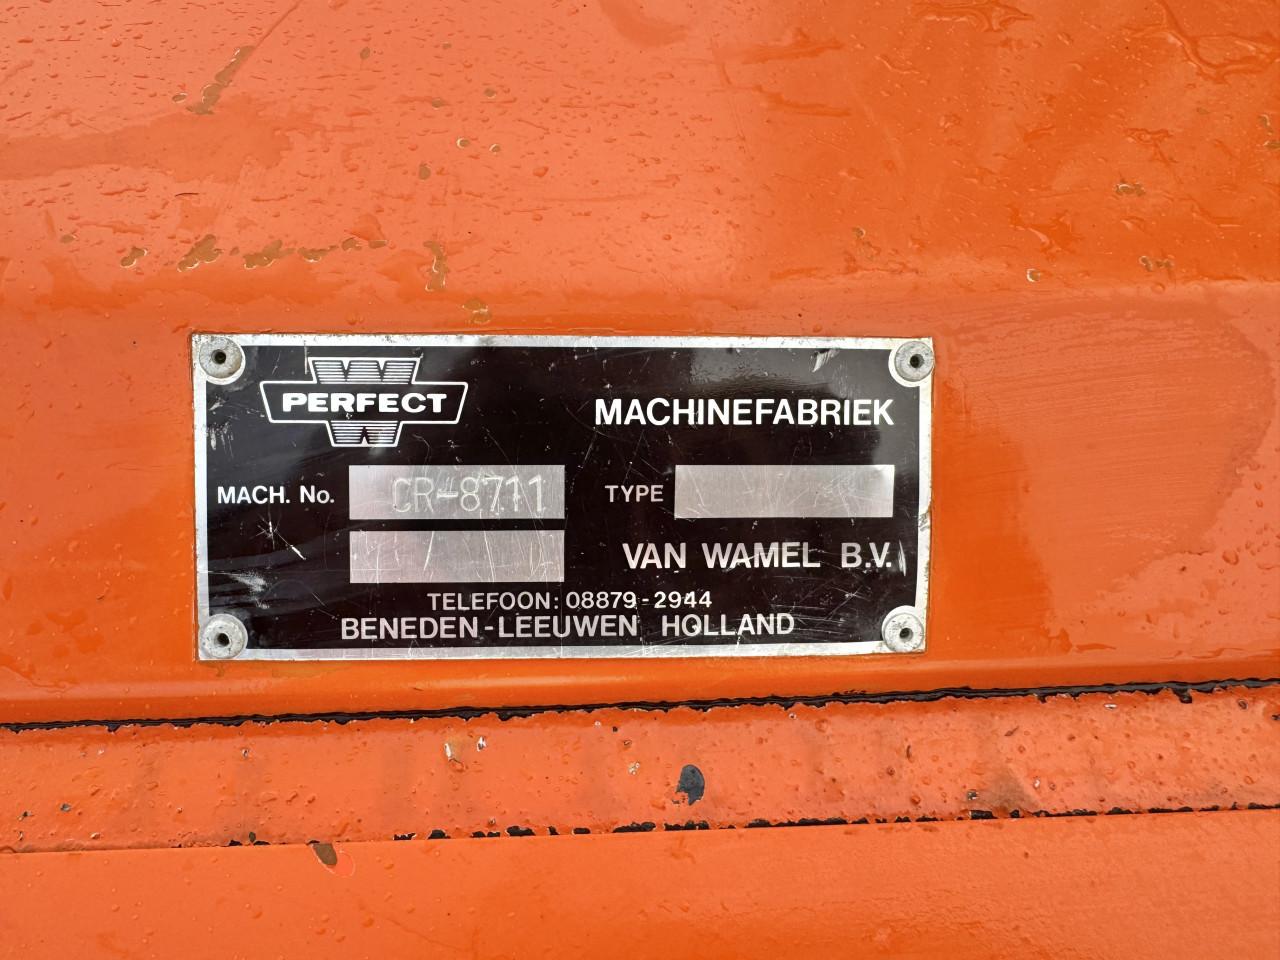 W
PERFECT
W
MACHINEFABRIEK
MACH. No. CR-8711 TYPE
VAN WAMEL B.V.
TELEFOON: 08879-2944
BENEDEN-LEEUWEN HOLLAND